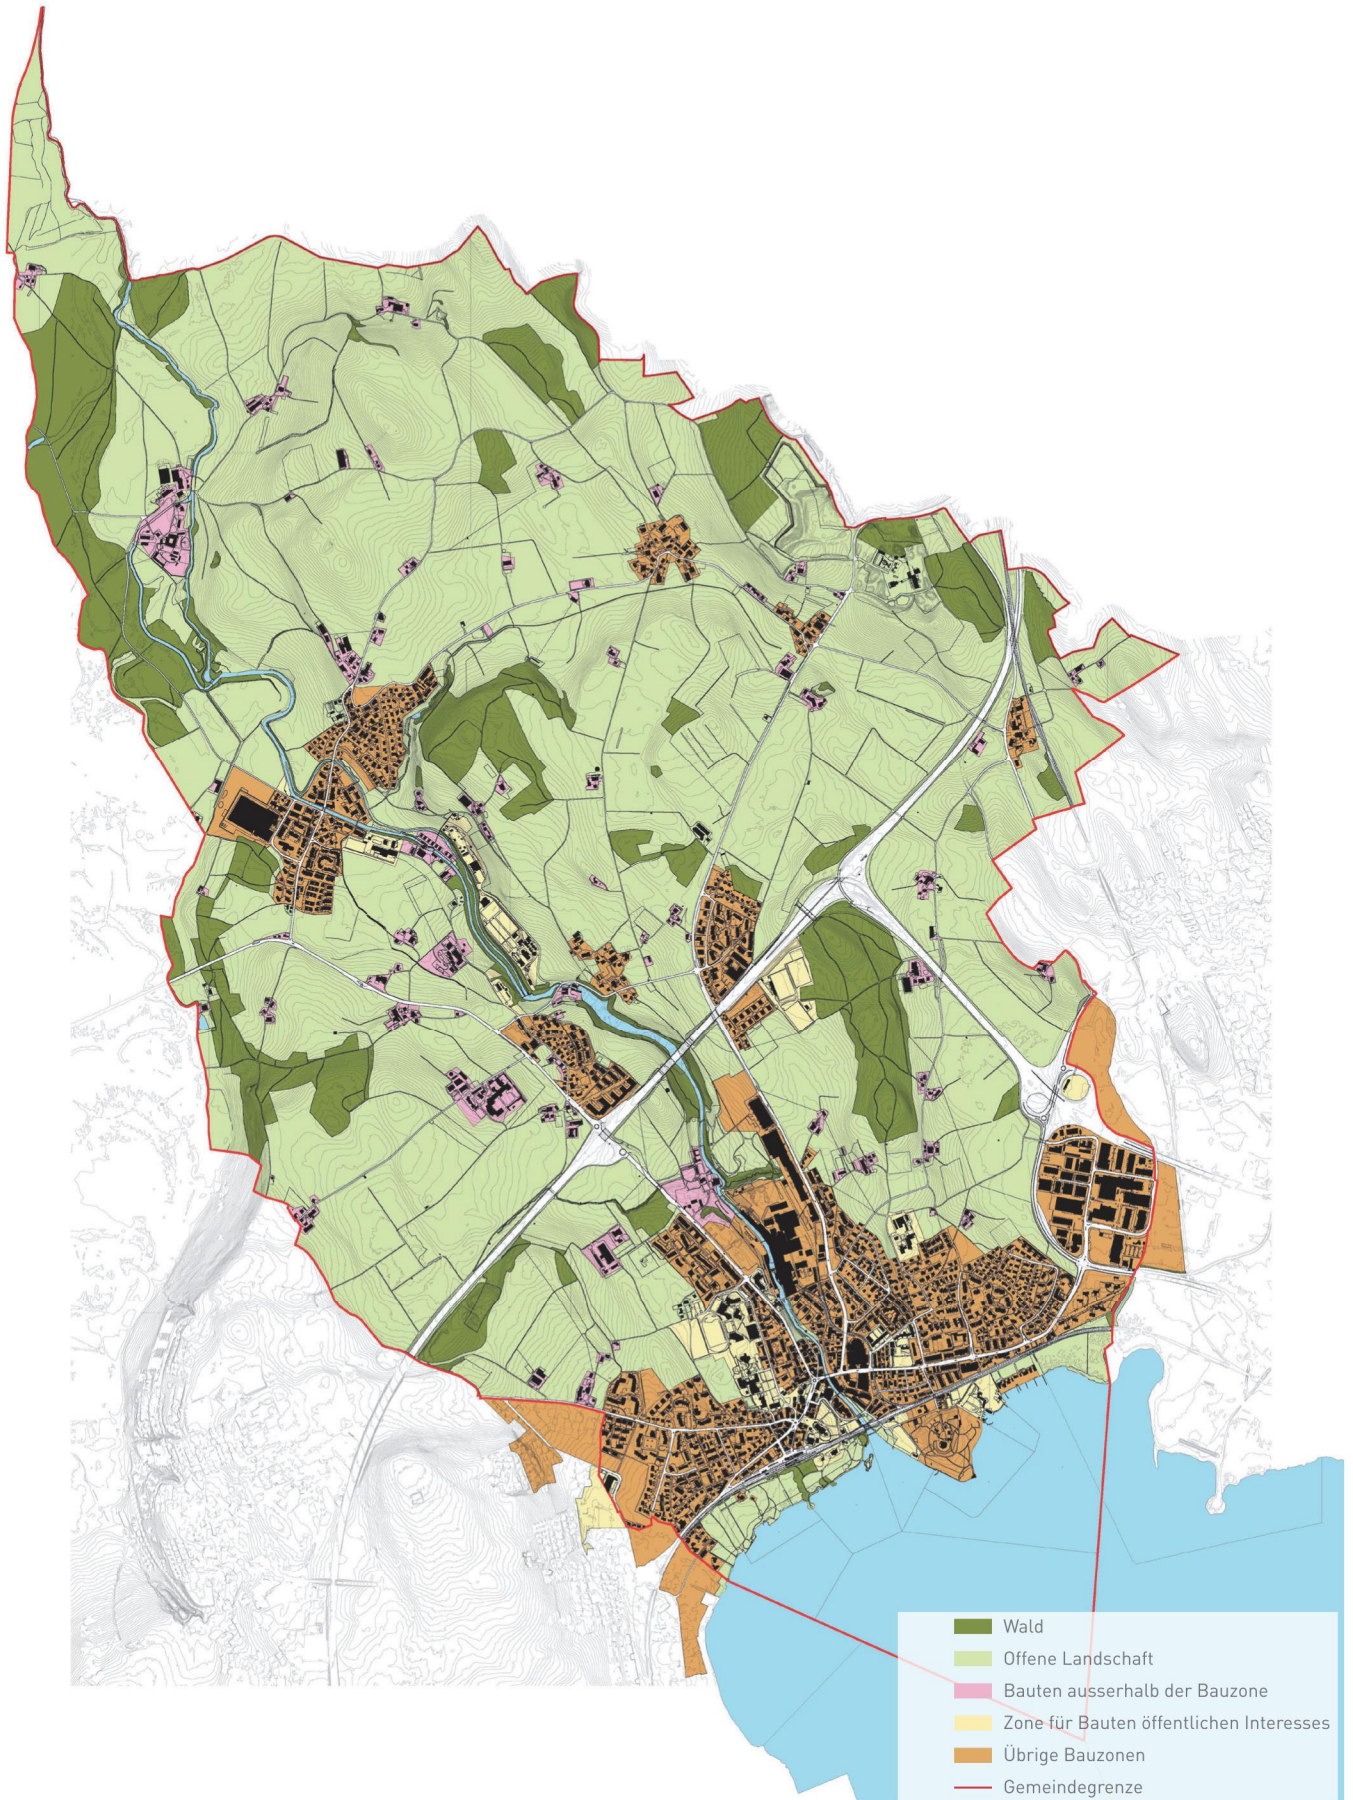 Wald
Offene Landschaft
Bauten ausserhalb der Bauzone
Zone für Bauten öffentlichen Interesses
Übrige Bauzonen
Gemeindegrenze